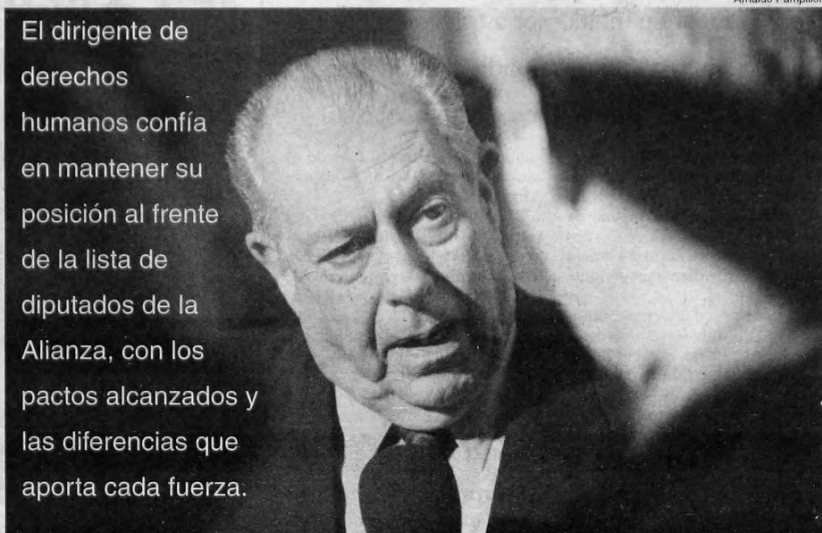 El dirigente de
derechos
humanos confía
en mantener su
posición al frente
de la lista de
diputados de la
Alianza, con los
pactos alcanzados y
las diferencias que
aporta cada fuerza.